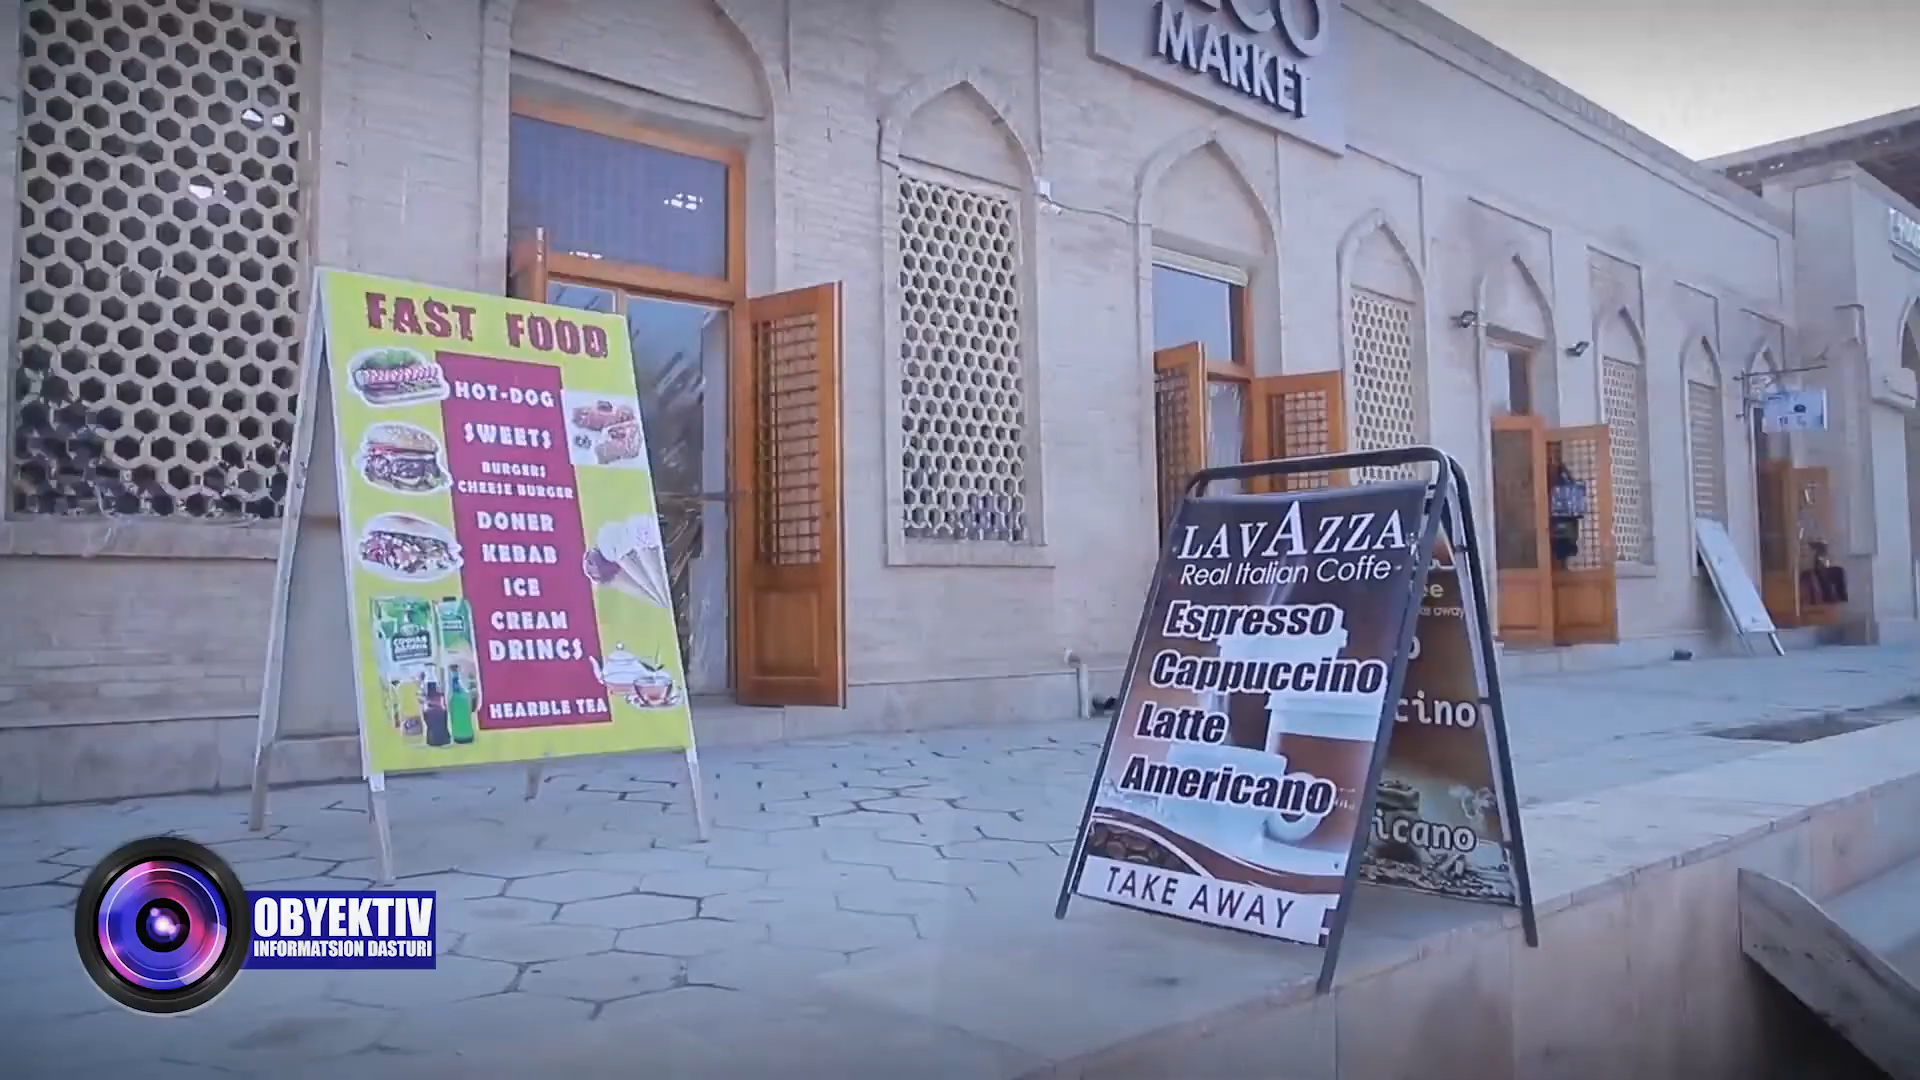 MARKET
FAST FOOD
HOT-DOG
SWEETS
BURGERS
CHEESE BURGER
DONER
KEBAB
ICE
CREAM
DRINCS
HEARBLE TEA
LAVAZZA
Real Italian Coffe
Espresso
Cappuccino
Latte
Americano
TAKE AWAY
OBYEKTIV
INFORMATSION DASTURI